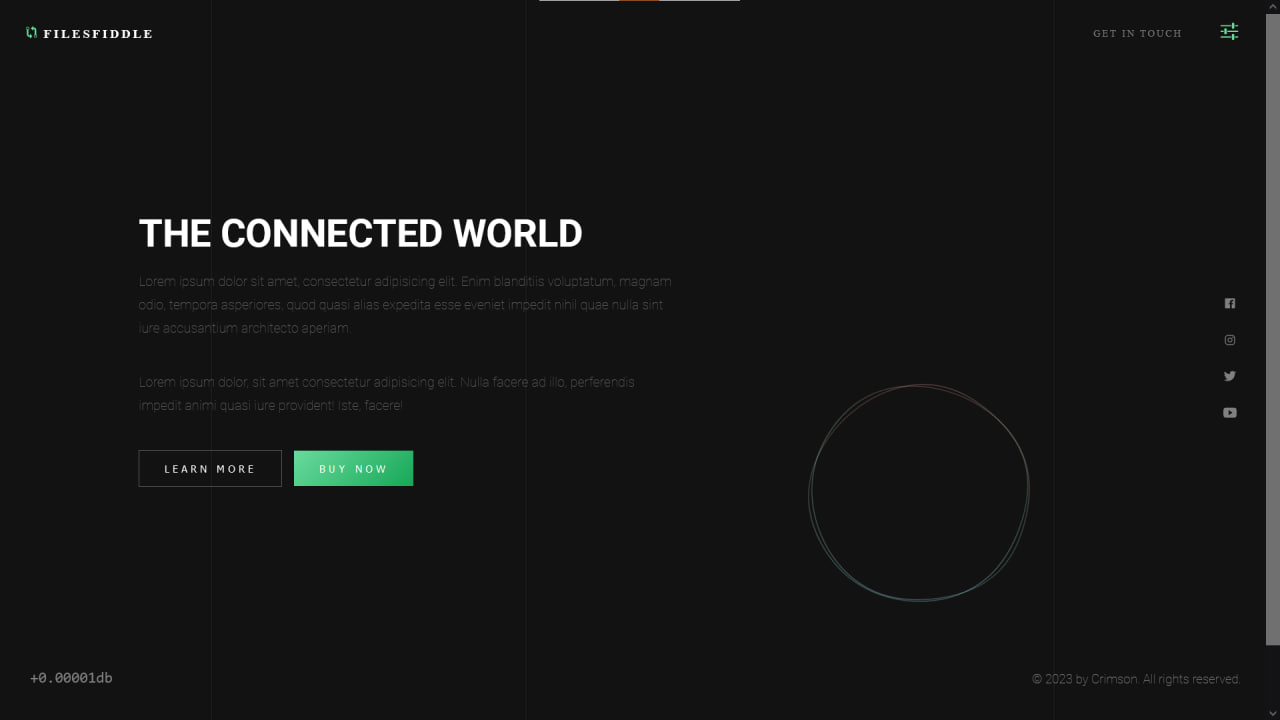 FILESFIDDLE
GET IN TOUCH
THE CONNECTED WORLD
Lorem ipsum dolor sit amet, consectetur adipisicing elit. Enim blanditiis voluptatum, magnam
odio, tempora asperiores, quod quasi alias expedita esse eveniet impedit nihil quae nulla sint
iure accusantium architecto aperiam.
Lorem ipsum dolor, sit amet consectetur adipisicing elit. Nulla facere ad illo, perferendis
impedit animi quasi iure provident! Iste, facere!
LEARN MORE
BUY NOW
+0.00001db
© 2023 by Crimson. All rights reserved.